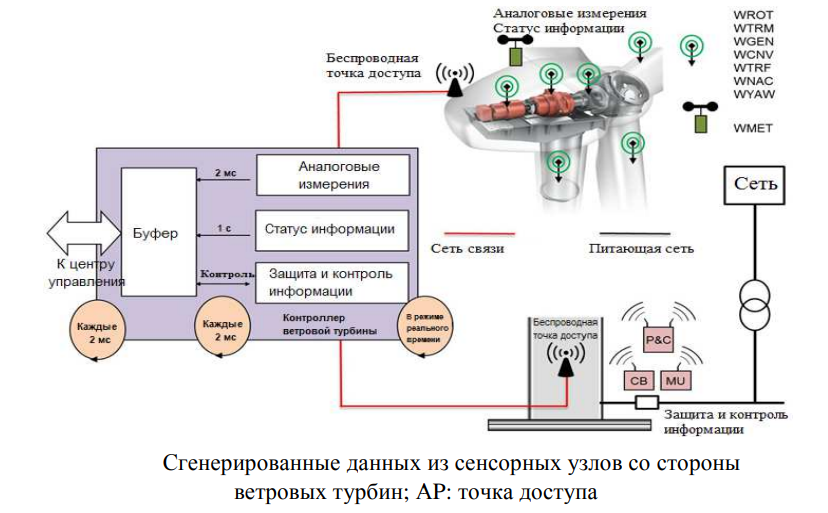 Аналоговые измерения
Статус информации
Беспроводная
точка доступа
WROT
WTRM
WGEN
WCNV
WTRF
WNAC
WYAW
WMET
Сеть
2 мс
Аналоговые
измерения
Буфер
1 с
Статус информации
Контроль
Защита и контроль
информации
К центру
управления
Каждые
2 мс
Каждые
2 мс
Контроллер
ветровой турбины
В режиме
реального
времени
Сеть связи
Питающая сеть
Беспроводная
точка доступа
P&C
CB
MU
Защита и контроль
информации
Сгенерированные данных из сенсорных узлов со стороны
ветровых турбин; AP: точка доступа